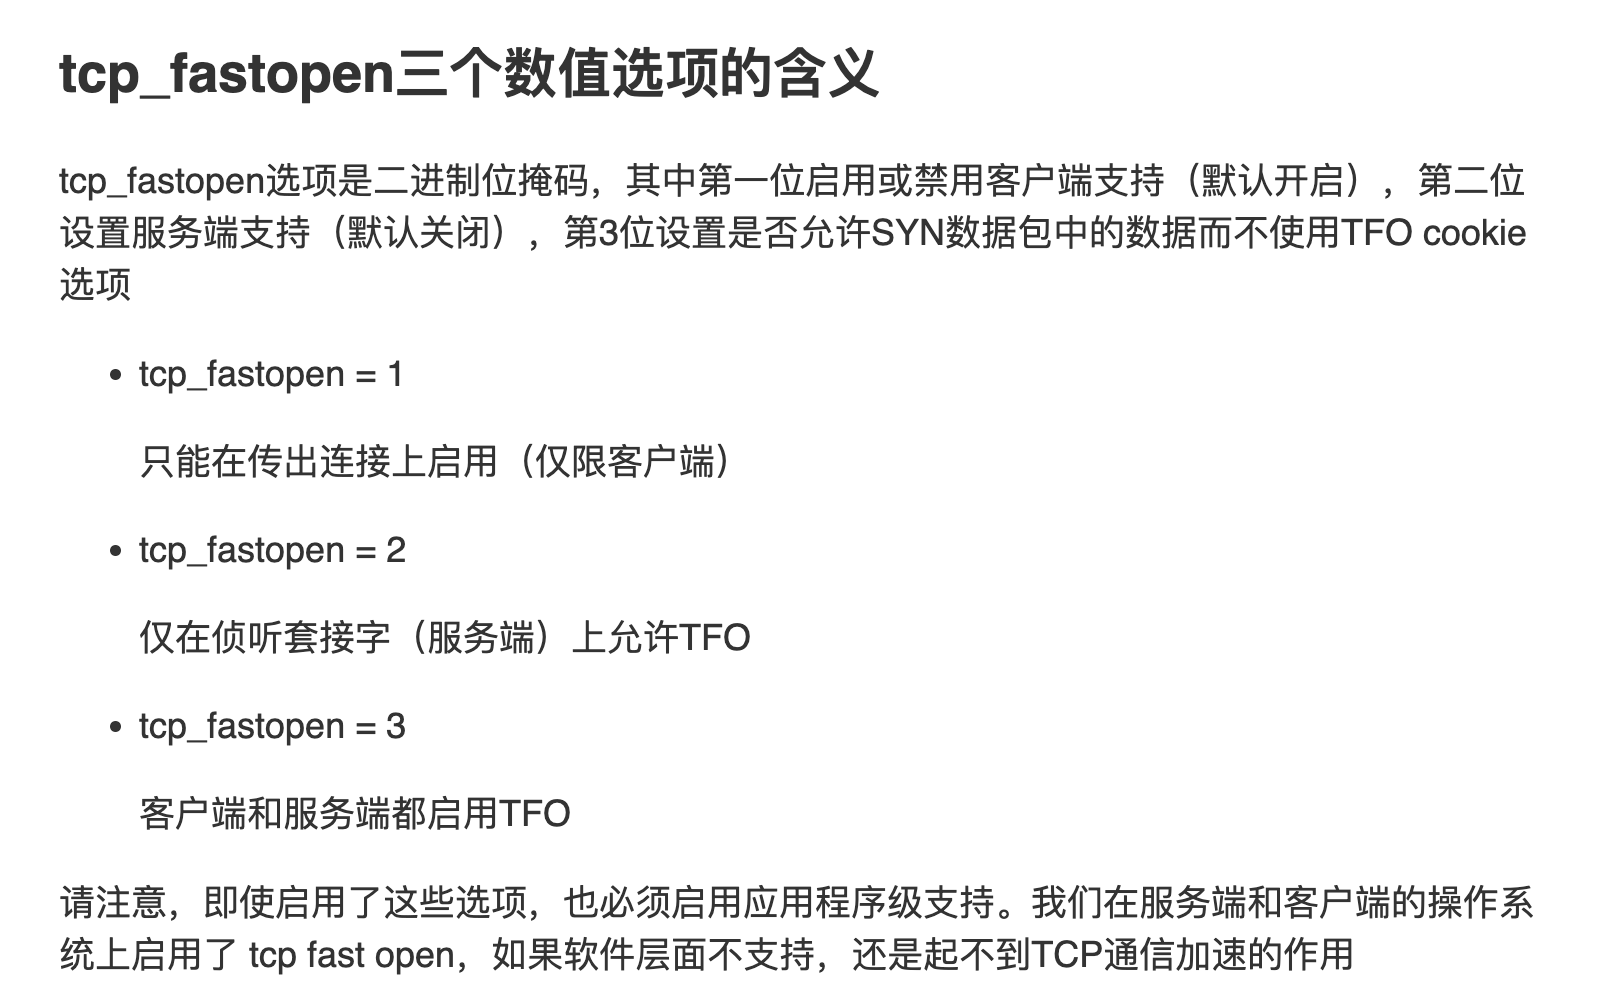 tcp_fastopen三个数值选项的含义
tcp_fastopen选项是二进制位掩码，其中第一位启用或禁用客户端支持（默认开启），第二位
设置服务端支持（默认关闭），第3位设置是否允许SYN数据包中的数据而不使用TFO cookie
选项
• tcp_fastopen = 1
只能在传出连接上启用（仅限客户端）
• tcp_fastopen = 2
仅在侦听套接字（服务端）上允许TFO
• tcp_fastopen = 3
客户端和服务端都启用TFO
请注意，即使启用了这些选项，也必须启用应用程序级支持。我们在服务端和客户端的操作系
统上启用了 tcp fast open，如果软件层面不支持，还是起不到TCP通信加速的作用